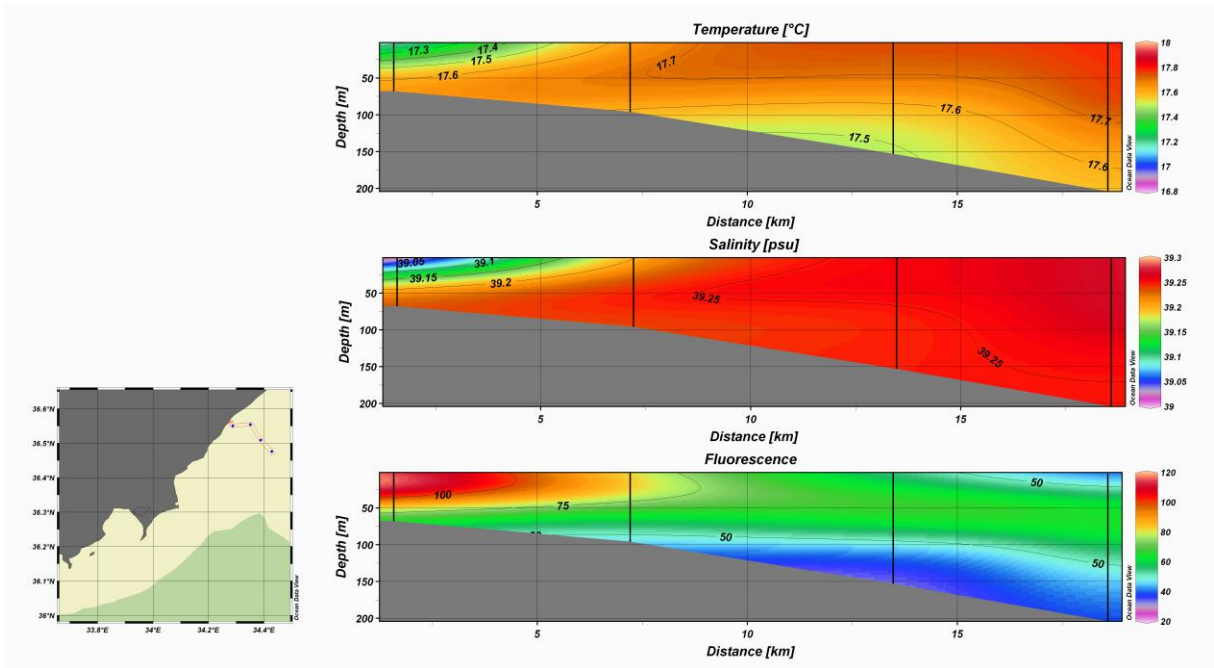 Temperature [°C]
Depth [m]
50
100
150
200
17.3
17.4
17.5
17.6
17.7
17.6
17.5
17.7
17.6
5
10
15
Distance [km]
18
17.8
17.6
17.4
17.2
17
16.8
Ocean Data View
Salinity [psu]
Depth [m]
50
100
150
200
39.05
39.1
39.15
39.2
39.25
39.25
5
10
15
Distance [km]
39.3
39.25
39.2
39.15
39.1
39.05
39
Ocean Data View
Fluorescence
Depth [m]
50
100
150
200
100
75
50
50
50
5
10
15
Distance [km]
120
100
80
60
40
20
Ocean Data View
36.6°N
36.5°N
36.4°N
36.3°N
36.2°N
36.1°N
36°N
33.8°E
34°E
34.2°E
34.4°E
Ocean Data View